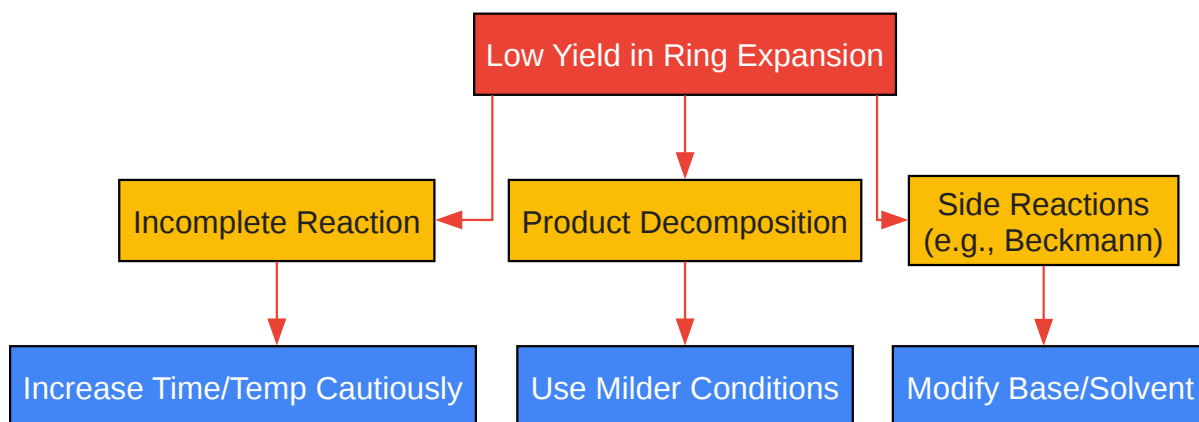 Low Yield in Ring Expansion
Incomplete Reaction
Product Decomposition
Side Reactions
(e.g., Beckmann)
Increase Time/Temp Cautiously
Use Milder Conditions
Modify Base/Solvent